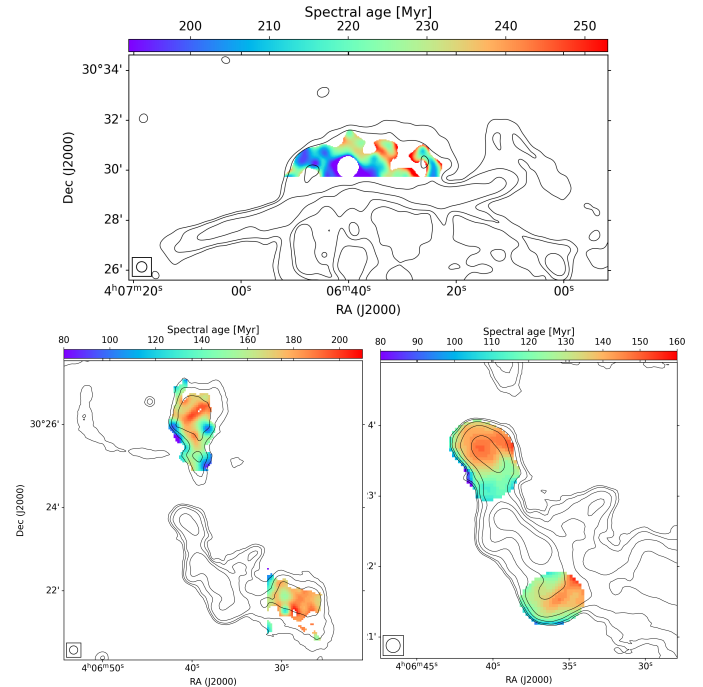 Spectral age [Myr]
200 210 220 230 240 250
30°34'
32'
30'
28'
26'
Dec (J2000)
4ʰ07ᵐ20ˢ 00ˢ 06ᵐ40ˢ 20ˢ 00ˢ
RA (J2000)
Spectral age [Myr]
80 100 120 140 160 180 200
30°26'
24'
22'
Dec (J2000)
4ʰ06ᵐ50ˢ 40ˢ 30ˢ
RA (J2000)
Spectral age [Myr]
80 90 100 110 120 130 140 150 160
4'
3'
2'
1'
4ʰ06ᵐ45ˢ 40ˢ 35ˢ 30ˢ
RA (J2000)